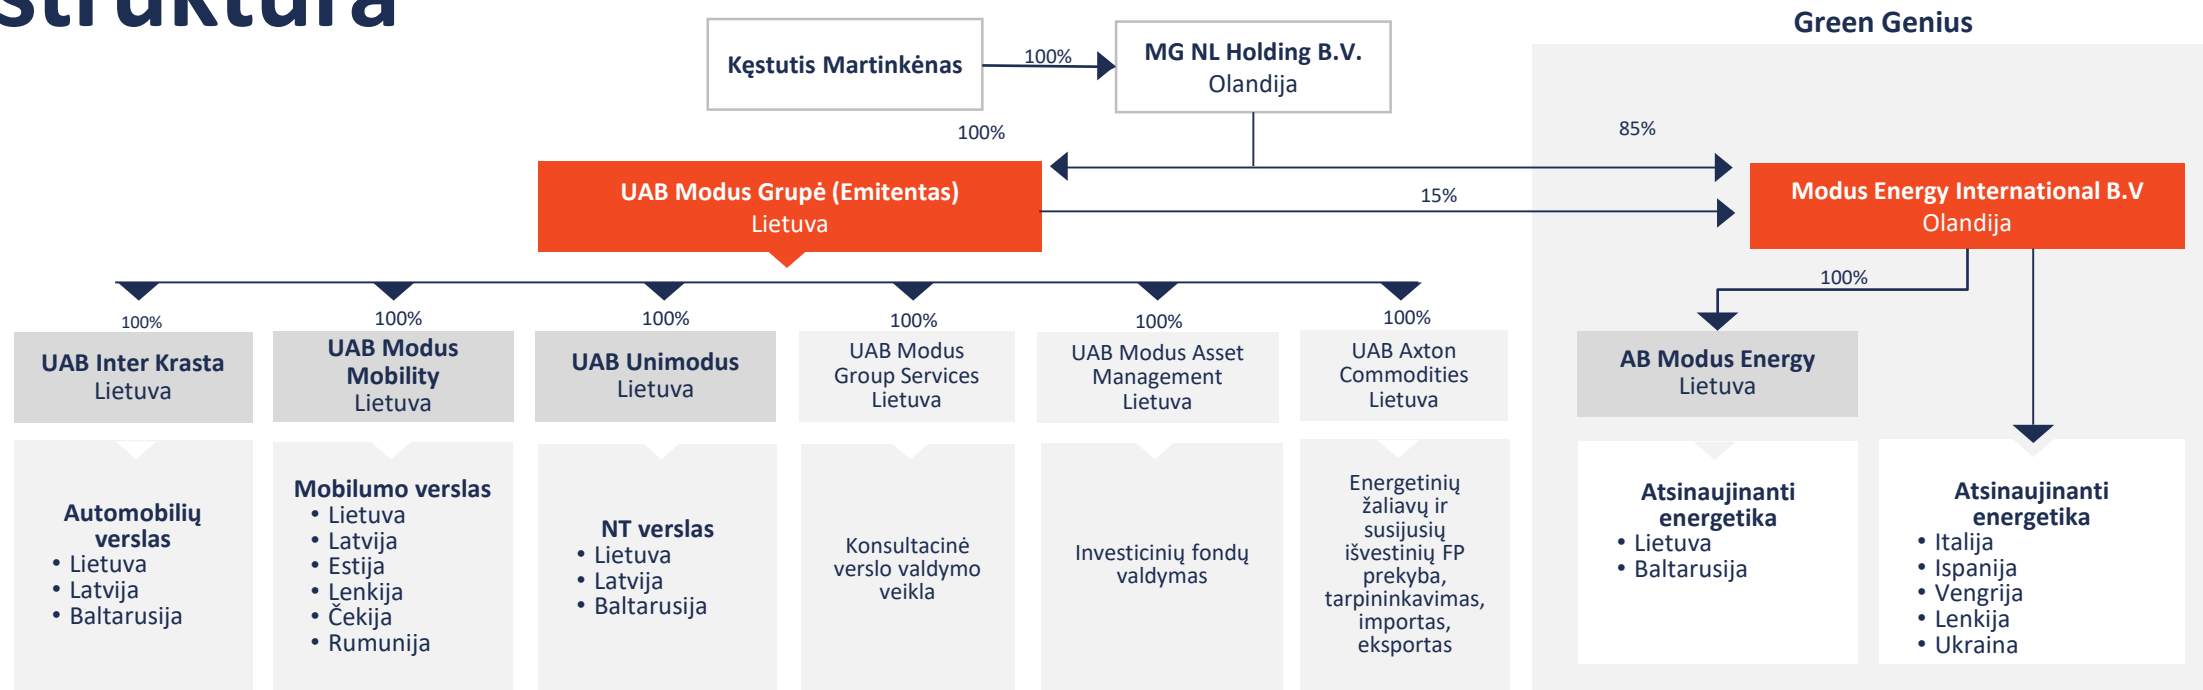 struktūra
Green Genius
Kęstutis Martinkėnas
100%
MG NL Holding B.V.
Olandija
100%
85%
UAB Modus Grupė (Emitentas)
Lietuva
15%
Modus Energy International B.V
Olandija
100%
100%
UAB Inter Krasta
Lietuva
100%
UAB Modus
Mobility
Lietuva
100%
UAB Unimodus
Lietuva
100%
UAB Modus
Group Services
Lietuva
100%
UAB Modus Asset
Management
Lietuva
100%
UAB Axton
Commodities
Lietuva
AB Modus Energy
Lietuva
Automobilių
verslas
• Lietuva
• Latvija
• Baltarusija
Mobilumo verslas
• Lietuva
• Latvija
• Estija
• Lenkija
• Čekija
• Rumunija
NT verslas
• Lietuva
• Latvija
• Baltarusija
Konsultacinė
verslo valdymo
veikla
Investicinių fondų
valdymas
Energetinių
žaliavų ir
susijusių
išvestinių FP
prekyba,
tarpininkavimas,
importas,
eksportas
Atsinaujinanti
energetika
• Lietuva
• Baltarusija
Atsinaujinanti
energetika
• Italija
• Ispanija
• Vengrija
• Lenkija
• Ukraina